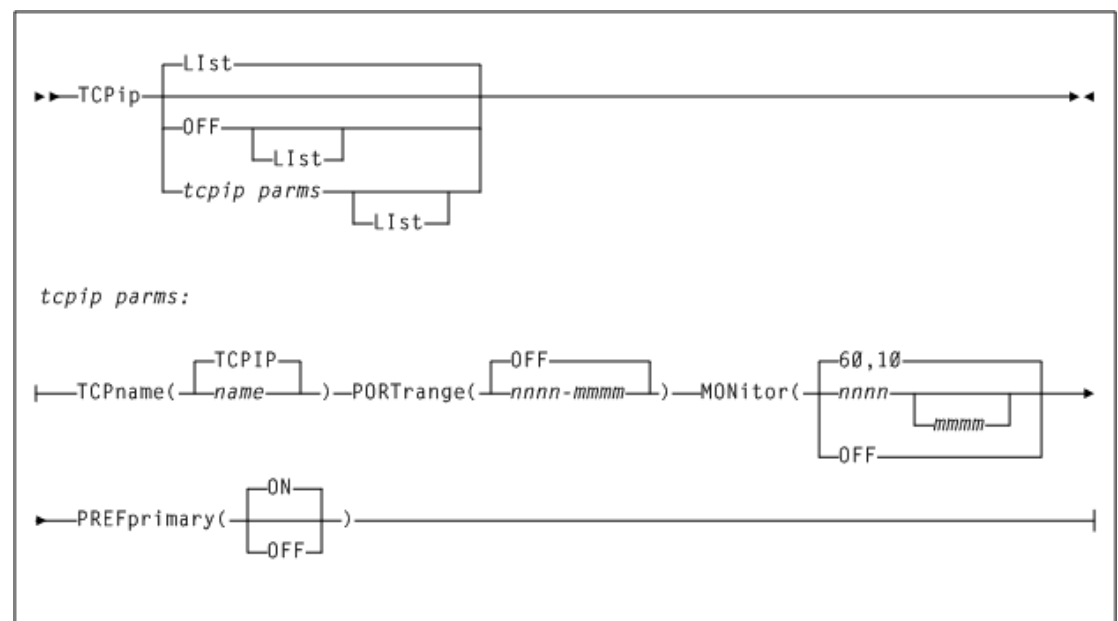 LIst
TCPip
OFF
LIst
tcpip parms
LIst
tcpip parms:
TCPIP OFF 60,10
TCPname( name )—PORTrange( nnnn-mmmm )—MONitor( nnnn
mmmm
OFF
ON
PREFprimary( )
OFF